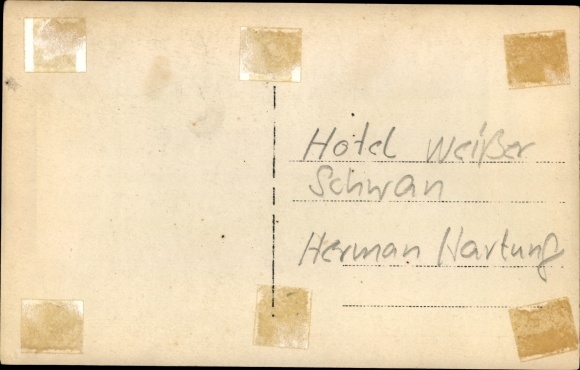 Hotel weißer
Schwan
Herman Hartung